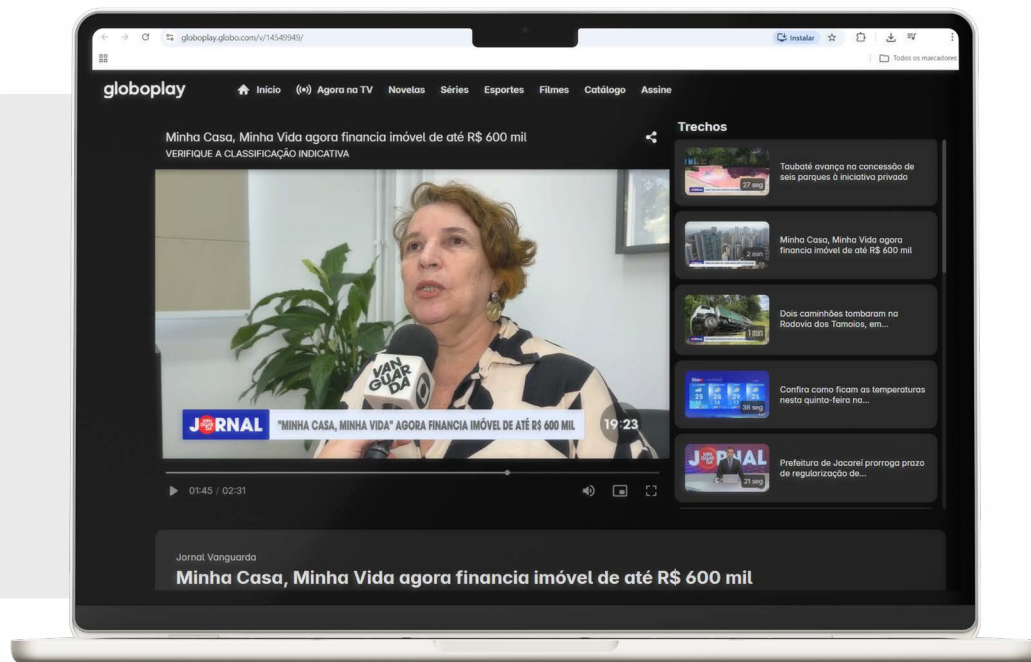 globoplay.globo.com/v/14549949/
Instalar
Todos os marcadores
globoplay
Início
Agora na TV
Novelas
Séries
Esportes
Filmes
Catálogo
Assine
Minha Casa, Minha Vida agora financia imóvel de até R$ 600 mil
VERIFIQUE A CLASSIFICAÇÃO INDICATIVA
VAN
GUAR
DA
JORNAL
"MINHA CASA, MINHA VIDA" AGORA FINANCIA IMÓVEL DE ATÉ R$ 600 MIL
19:23
01:45 / 02:31
Trechos
27 seg
Taubaté avança na concessão de
seis parques à iniciativa privada
2 min
Minha Casa, Minha Vida agora
financia imóvel de até R$ 600 mil
1 min
Dois caminhões tombaram na
Rodovia dos Tamoios, em...
25 28 29 25
38 seg
Confira como ficam as temperaturas
nesta quinta-feira na...
JORNAL
21 seg
Prefeitura de Jacareí prorroga prazo
de regularização de...
Jornal Vanguarda
Minha Casa, Minha Vida agora financia imóvel de até R$ 600 mil